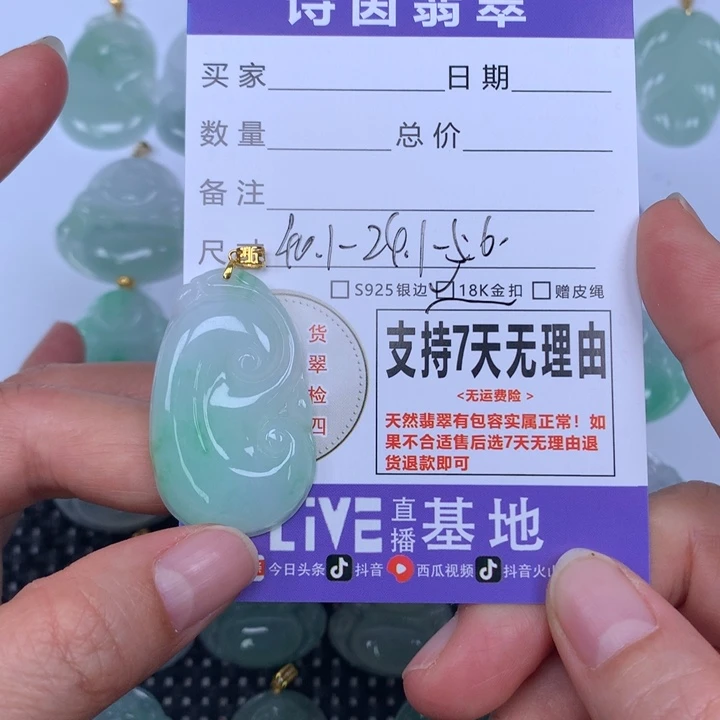 诗因翡翠
买家 日期
数量 总价
备注
尺寸 40.1-24.1-5.6.
S925银边 18K金扣 赠皮绳
货
翠
检
四
支持7天无理由
<无运费险>
天然翡翠有包容实属正常！如
果不合适售后选7天无理由退
货退款即可
LiVE 直播 基地
今日头条 抖音 西瓜视频 抖音火山